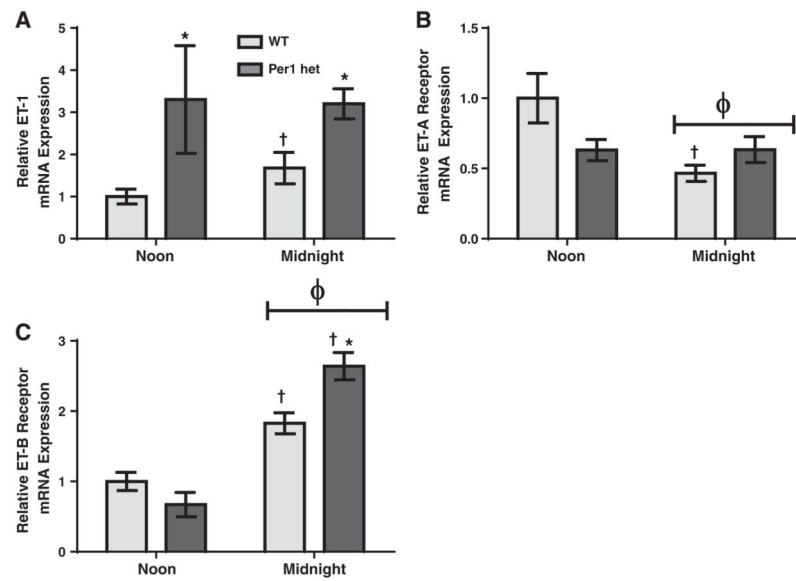 A
Relative ET-1
mRNA Expression
5
4
3
2
1
0
WT
Per1 het
*
†
*
Noon
Midnight
B
Relative ET-A Receptor
mRNA Expression
1.5
1.0
0.5
0.0
ϕ
†
Noon
Midnight
C
Relative ET-B Receptor
mRNA Expression
3
2
1
0
ϕ
†
† *
Noon
Midnight